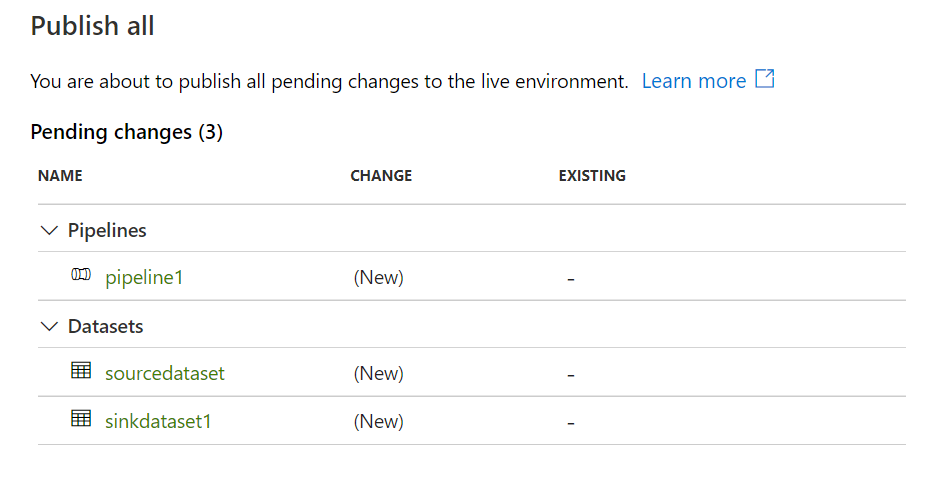 Publish all
You are about to publish all pending changes to the live environment. Learn more
Pending changes (3)
NAME CHANGE EXISTING
Pipelines
pipeline1 (New) -
Datasets
sourcedataset (New) -
sinkdataset1 (New) -